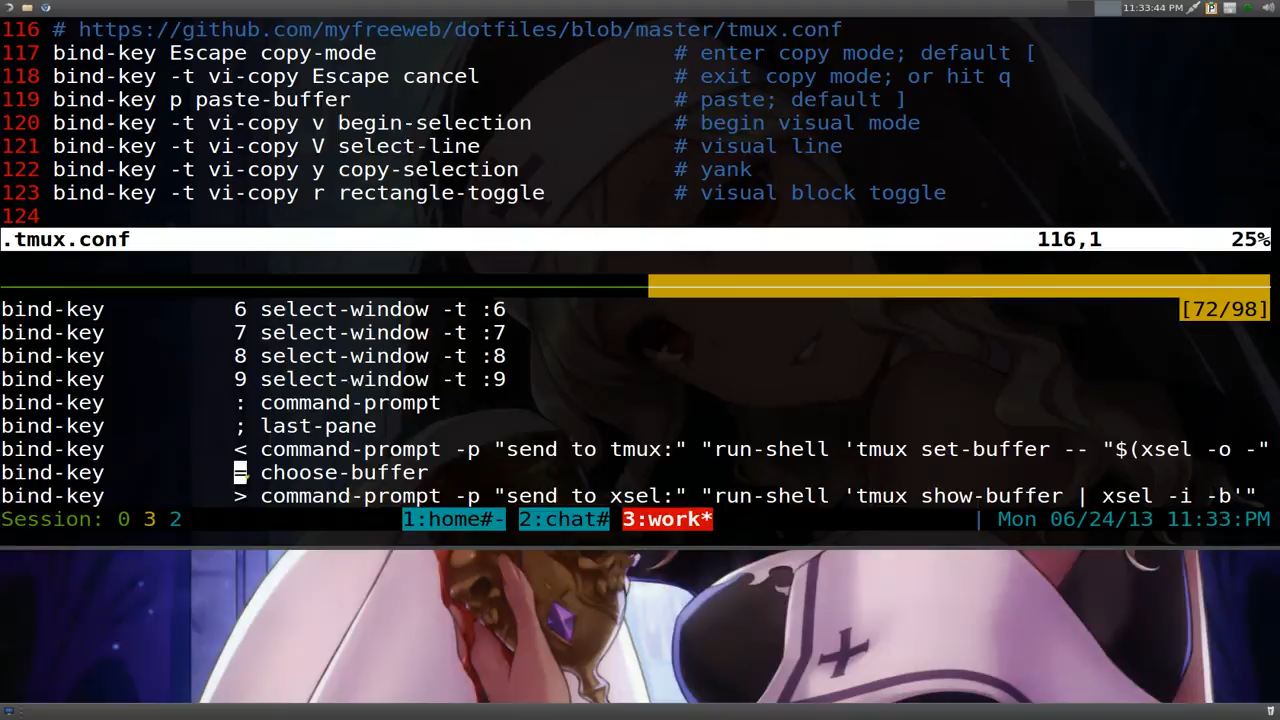 11:33:44 PM
116 # https://github.com/myfreeweb/dotfiles/blob/master/tmux.conf
117 bind-key Escape copy-mode # enter copy mode; default [
118 bind-key -t vi-copy Escape cancel # exit copy mode; or hit q
119 bind-key p paste-buffer # paste; default ]
120 bind-key -t vi-copy v begin-selection # begin visual mode
121 bind-key -t vi-copy V select-line # visual line
122 bind-key -t vi-copy y copy-selection # yank
123 bind-key -t vi-copy r rectangle-toggle # visual block toggle
124
.tmux.conf 116,1 25%
bind-key 6 select-window -t :6 [72/98]
bind-key 7 select-window -t :7
bind-key 8 select-window -t :8
bind-key 9 select-window -t :9
bind-key : command-prompt
bind-key ; last-pane
bind-key < command-prompt -p "send to tmux:" "run-shell 'tmux set-buffer -- "$(xsel -o -"
bind-key = choose-buffer
bind-key > command-prompt -p "send to xsel:" "run-shell 'tmux show-buffer | xsel -i -b'"
Session: 0 3 2 1:home#- 2:chat# 3:work* | Mon 06/24/13 11:33:PM